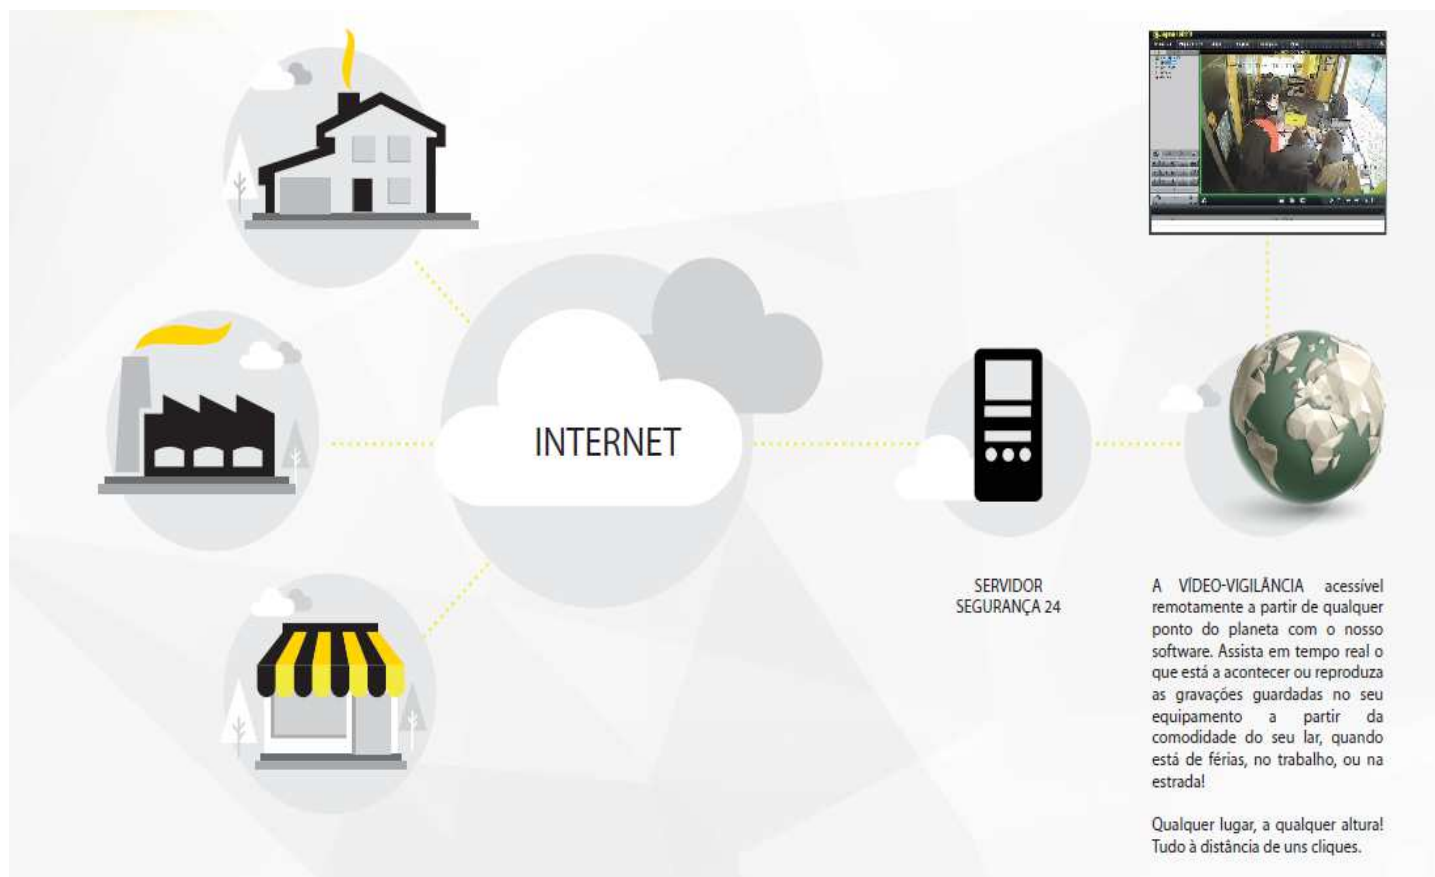 INTERNET
SERVIDOR
SEGURANÇA 24
A VÍDEO-VIGILÂNCIA acessível
remotamente a partir de qualquer
ponto do planeta com o nosso
software. Assista em tempo real o
que está a acontecer ou reproduza
as gravações guardadas no seu
equipamento a partir da
comodidade do seu lar, quando
está de férias, no trabalho, ou na
estrada!
Qualquer lugar, a qualquer altura!
Tudo à distância de uns cliques.